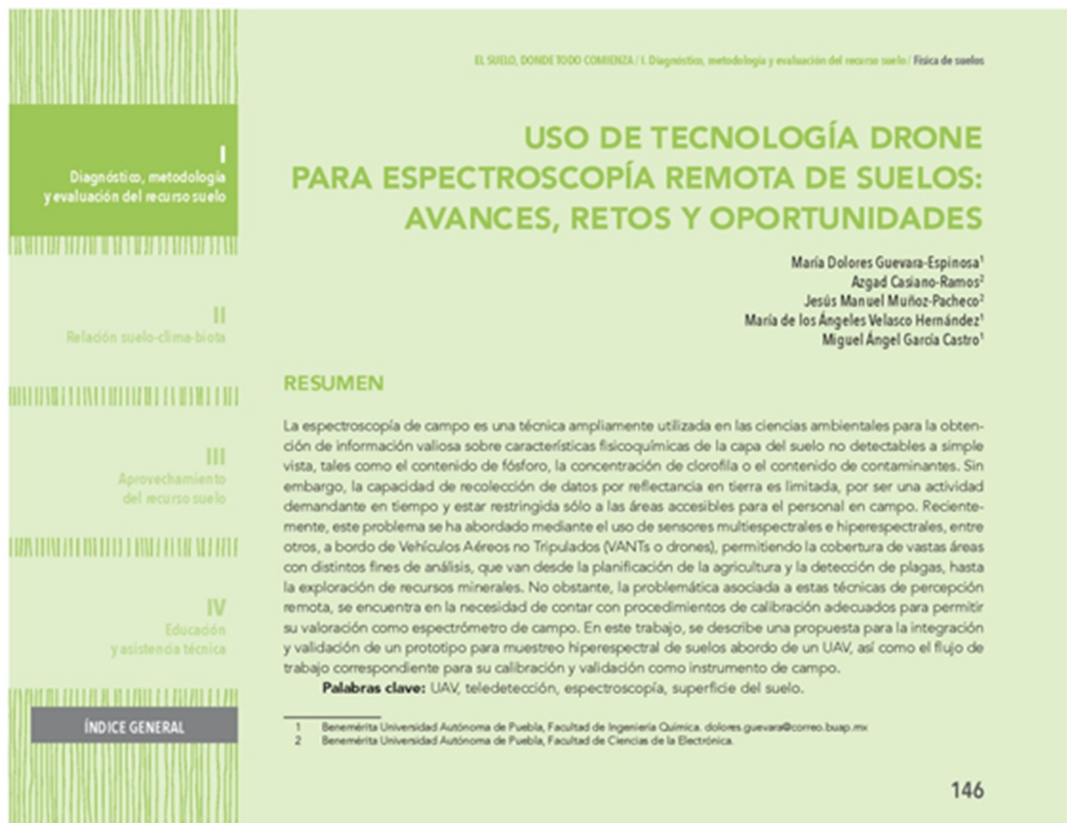 EL SUELO, DONDE TODO COMIENZA / I. Diagnóstico, metodología y evaluación del recurso suelo / Física de suelos
I
Diagnóstico, metodología
y evaluación del recurso suelo
II
Relación suelo-clima-biota
III
Aprovechamiento
del recurso suelo
IV
Educación
y asistencia técnica
ÍNDICE GENERAL
USO DE TECNOLOGÍA DRONE
PARA ESPECTROSCOPÍA REMOTA DE SUELOS:
AVANCES, RETOS Y OPORTUNIDADES
María Dolores Guevara-Espinosa¹
Azgad Casiano-Ramos²
Jesús Manuel Muñoz-Pacheco²
María de los Ángeles Velasco Hernández¹
Miguel Ángel García Castro¹
RESUMEN
La espectroscopía de campo es una técnica ampliamente utilizada en las ciencias ambientales para la obten-
ción de información valiosa sobre características fisicoquímicas de la capa del suelo no detectables a simple
vista, tales como el contenido de fósforo, la concentración de clorofila o el contenido de contaminantes. Sin
embargo, la capacidad de recolección de datos por reflectancia en tierra es limitada, por ser una actividad
demandante en tiempo y estar restringida sólo a las áreas accesibles para el personal en campo. Reciente-
mente, este problema se ha abordado mediante el uso de sensores multiespectrales e hiperespectrales, entre
otros, a bordo de Vehículos Aéreos no Tripulados (VANTs o drones), permitiendo la cobertura de vastas áreas
con distintos fines de análisis, que van desde la planificación de la agricultura y la detección de plagas, hasta
la exploración de recursos minerales. No obstante, la problemática asociada a estas técnicas de percepción
remota, se encuentra en la necesidad de contar con procedimientos de calibración adecuados para permitir
su valoración como espectrómetro de campo. En este trabajo, se describe una propuesta para la integración
y validación de un prototipo para muestreo hiperespectral de suelos abordo de un UAV, así como el flujo de
trabajo correspondiente para su calibración y validación como instrumento de campo.
Palabras clave: UAV, teledetección, espectroscopía, superficie del suelo.
1 Benemérita Universidad Autónoma de Puebla, Facultad de Ingeniería Química. dolores.guevara@correo.buap.mx
2 Benemérita Universidad Autónoma de Puebla, Facultad de Ciencias de la Electrónica.
146